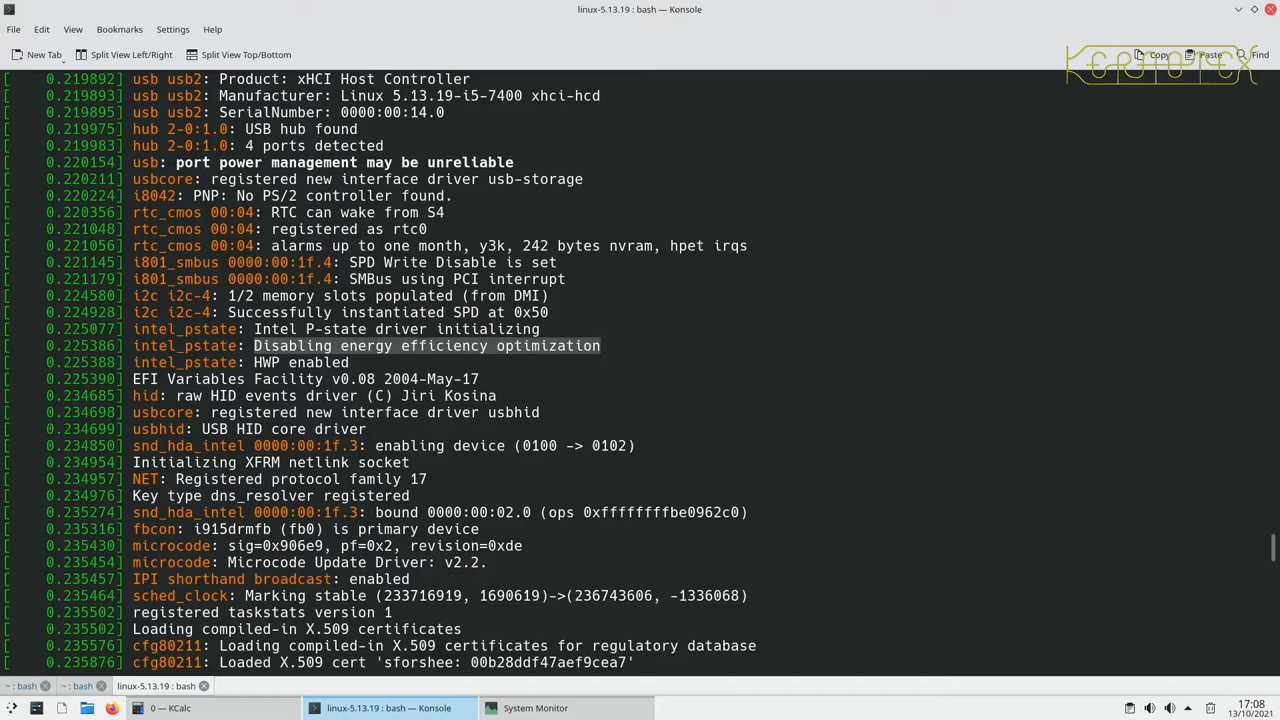 linux-5.13.19 : bash — Konsole
File Edit View Bookmarks Settings Help
New Tab Split View Left/Right Split View Top/Bottom Copy Paste Find
[    0.219892] usb usb2: Product: xHCI Host Controller
[    0.219893] usb usb2: Manufacturer: Linux 5.13.19-i5-7400 xhci-hcd
[    0.219895] usb usb2: SerialNumber: 0000:00:14.0
[    0.219975] hub 2-0:1.0: USB hub found
[    0.219983] hub 2-0:1.0: 4 ports detected
[    0.220154] usb: port power management may be unreliable
[    0.220211] usbcore: registered new interface driver usb-storage
[    0.220224] i8042: PNP: No PS/2 controller found.
[    0.220356] rtc_cmos 00:04: RTC can wake from S4
[    0.221048] rtc_cmos 00:04: registered as rtc0
[    0.221056] rtc_cmos 00:04: alarms up to one month, y3k, 242 bytes nvram, hpet irqs
[    0.221145] i801_smbus 0000:00:1f.4: SPD Write Disable is set
[    0.221179] i801_smbus 0000:00:1f.4: SMBus using PCI interrupt
[    0.224580] i2c i2c-4: 1/2 memory slots populated (from DMI)
[    0.224928] i2c i2c-4: Successfully instantiated SPD at 0x50
[    0.225077] intel_pstate: Intel P-state driver initializing
[    0.225386] intel_pstate: Disabling energy efficiency optimization
[    0.225386] intel_pstate: HWP enabled
[    0.225390] EFI Variables Facility v0.08 2004-May-17
[    0.234685] hid: raw HID events driver (C) Jiri Kosina
[    0.234698] usbcore: registered new interface driver usbhid
[    0.234699] usbhid: USB HID core driver
[    0.234850] snd_hda_intel 0000:00:1f.3: enabling device (0100 -> 0102)
[    0.234954] Initializing XFRM netlink socket
[    0.234957] NET: Registered protocol family 17
[    0.234976] Key type dns_resolver registered
[    0.235274] snd_hda_intel 0000:00:1f.3: bound 0000:00:02.0 (ops 0xffffffffbe0962c0)
[    0.235316] fbcon: i915drmfb (fb0) is primary device
[    0.235430] microcode: sig=0x906e9, pf=0x2, revision=0xde
[    0.235454] microcode: Microcode Update Driver: v2.2.
[    0.235457] IPI shorthand broadcast: enabled
[    0.235464] sched_clock: Marking stable (233716919, 1690619)->(236743606, -1336068)
[    0.235502] registered taskstats version 1
[    0.235502] Loading compiled-in X.509 certificates
[    0.235576] cfg80211: Loading compiled-in X.509 certificates for regulatory database
[    0.235876] cfg80211: Loaded X.509 cert 'sforshee: 00b28ddf47aef9cea7'
~ : bash ~ : bash linux-5.13.19 : bash
0 — KCalc linux-5.13.19 : bash — Konsole System Monitor 17:08
13/10/2021